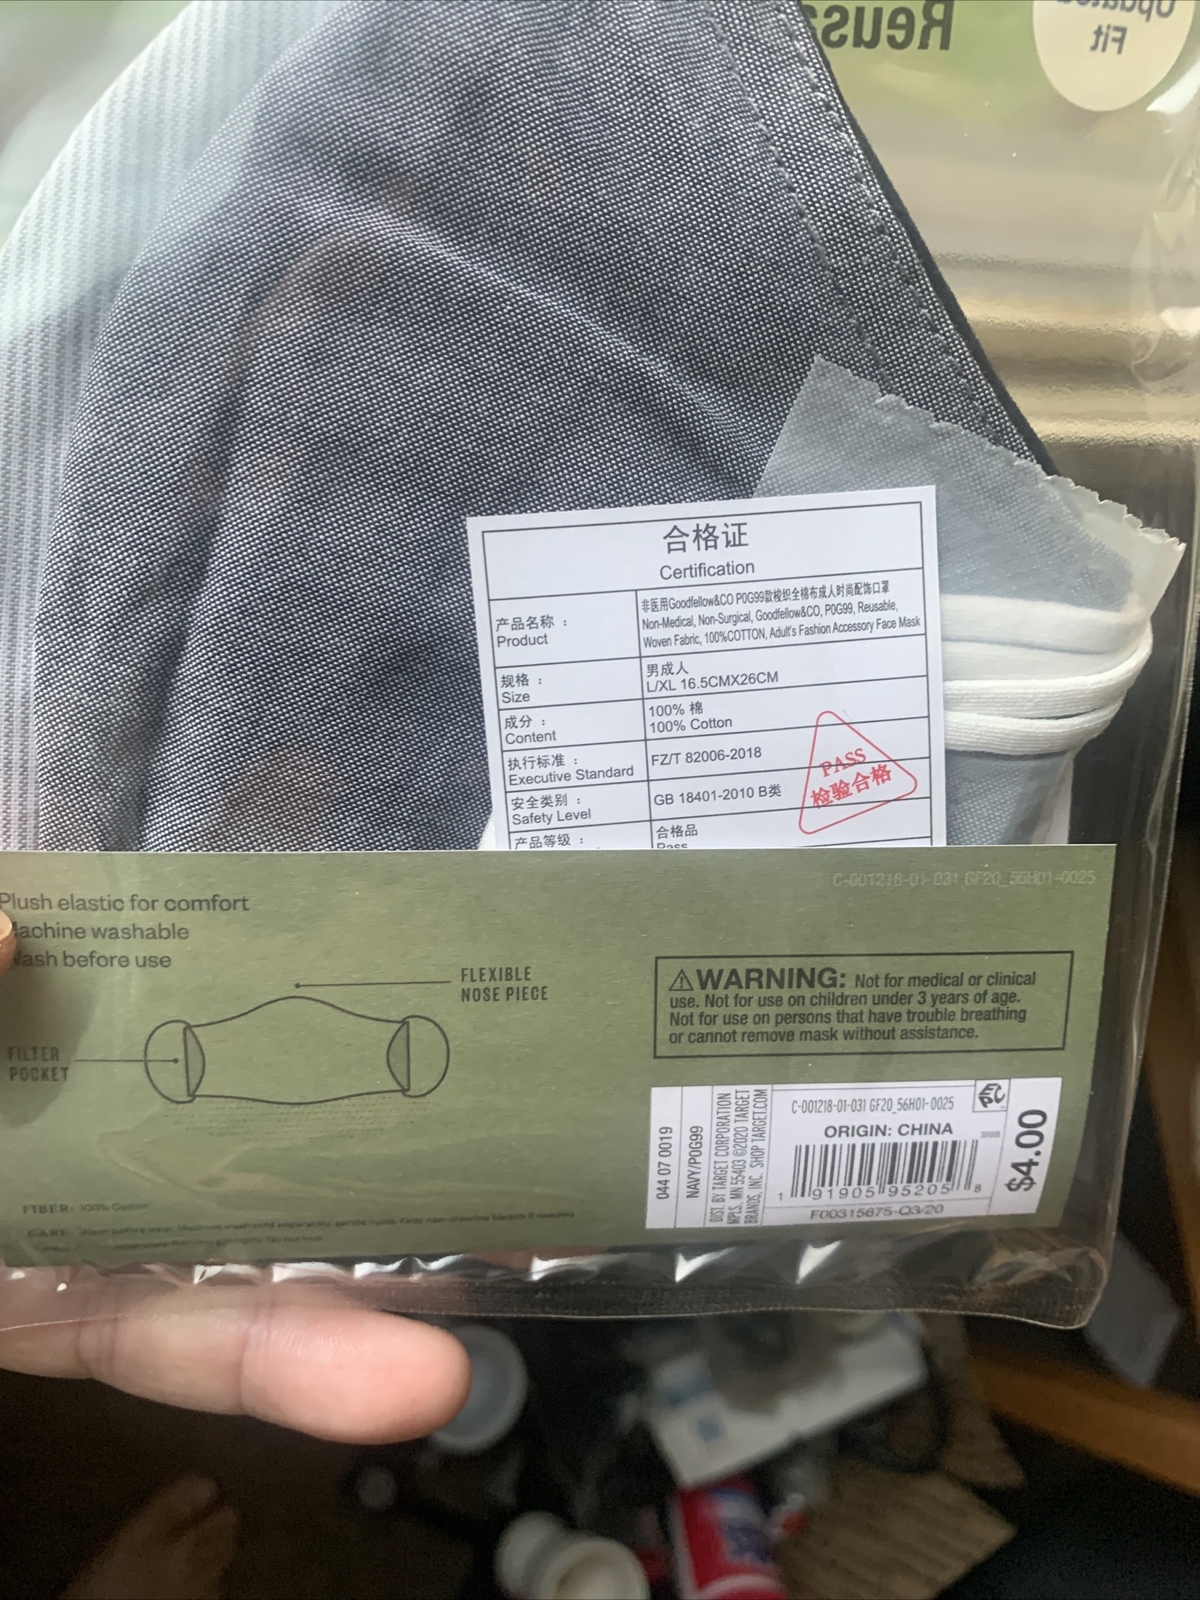 Reus
Fit
合格证
Certification
产品名称：
Product
非医用Goodfellow&CO P0G99款梭织全棉布成人时尚配饰口罩
Non-Medical, Non-Surgical, Goodfellow&CO, P0G99, Reusable,
Woven Fabric, 100%COTTON, Adult's Fashion Accessory Face Mask
规格：
Size
男成人
L/XL 16.5CMX26CM
成分：
Content
100% 棉
100% Cotton
执行标准：
Executive Standard
FZ/T 82006-2018
安全类别：
Safety Level
GB 18401-2010 B类
产品等级：
合格品
Pass
PASS
检验合格
C-001218-01-031 GF20_56H01-0025
Plush elastic for comfort
Machine washable
Wash before use
FLEXIBLE
NOSE PIECE
FILTER
POCKET
⚠WARNING: Not for medical or clinical
use. Not for use on children under 3 years of age.
Not for use on persons that have trouble breathing
or cannot remove mask without assistance.
044 07 0019
NAVY/P0G99
DIST. BY TARGET CORPORATION
MPLS, MN 55403 ©2020 TARGET
BRANDS, INC. SHOP TARGET.COM
C-001218-01-031 GF20_56H01-0025
EPC
ORIGIN: CHINA
1 91905 95205 8
F00315675-Q3/20
$4.00
FIBER: 100% Cotton